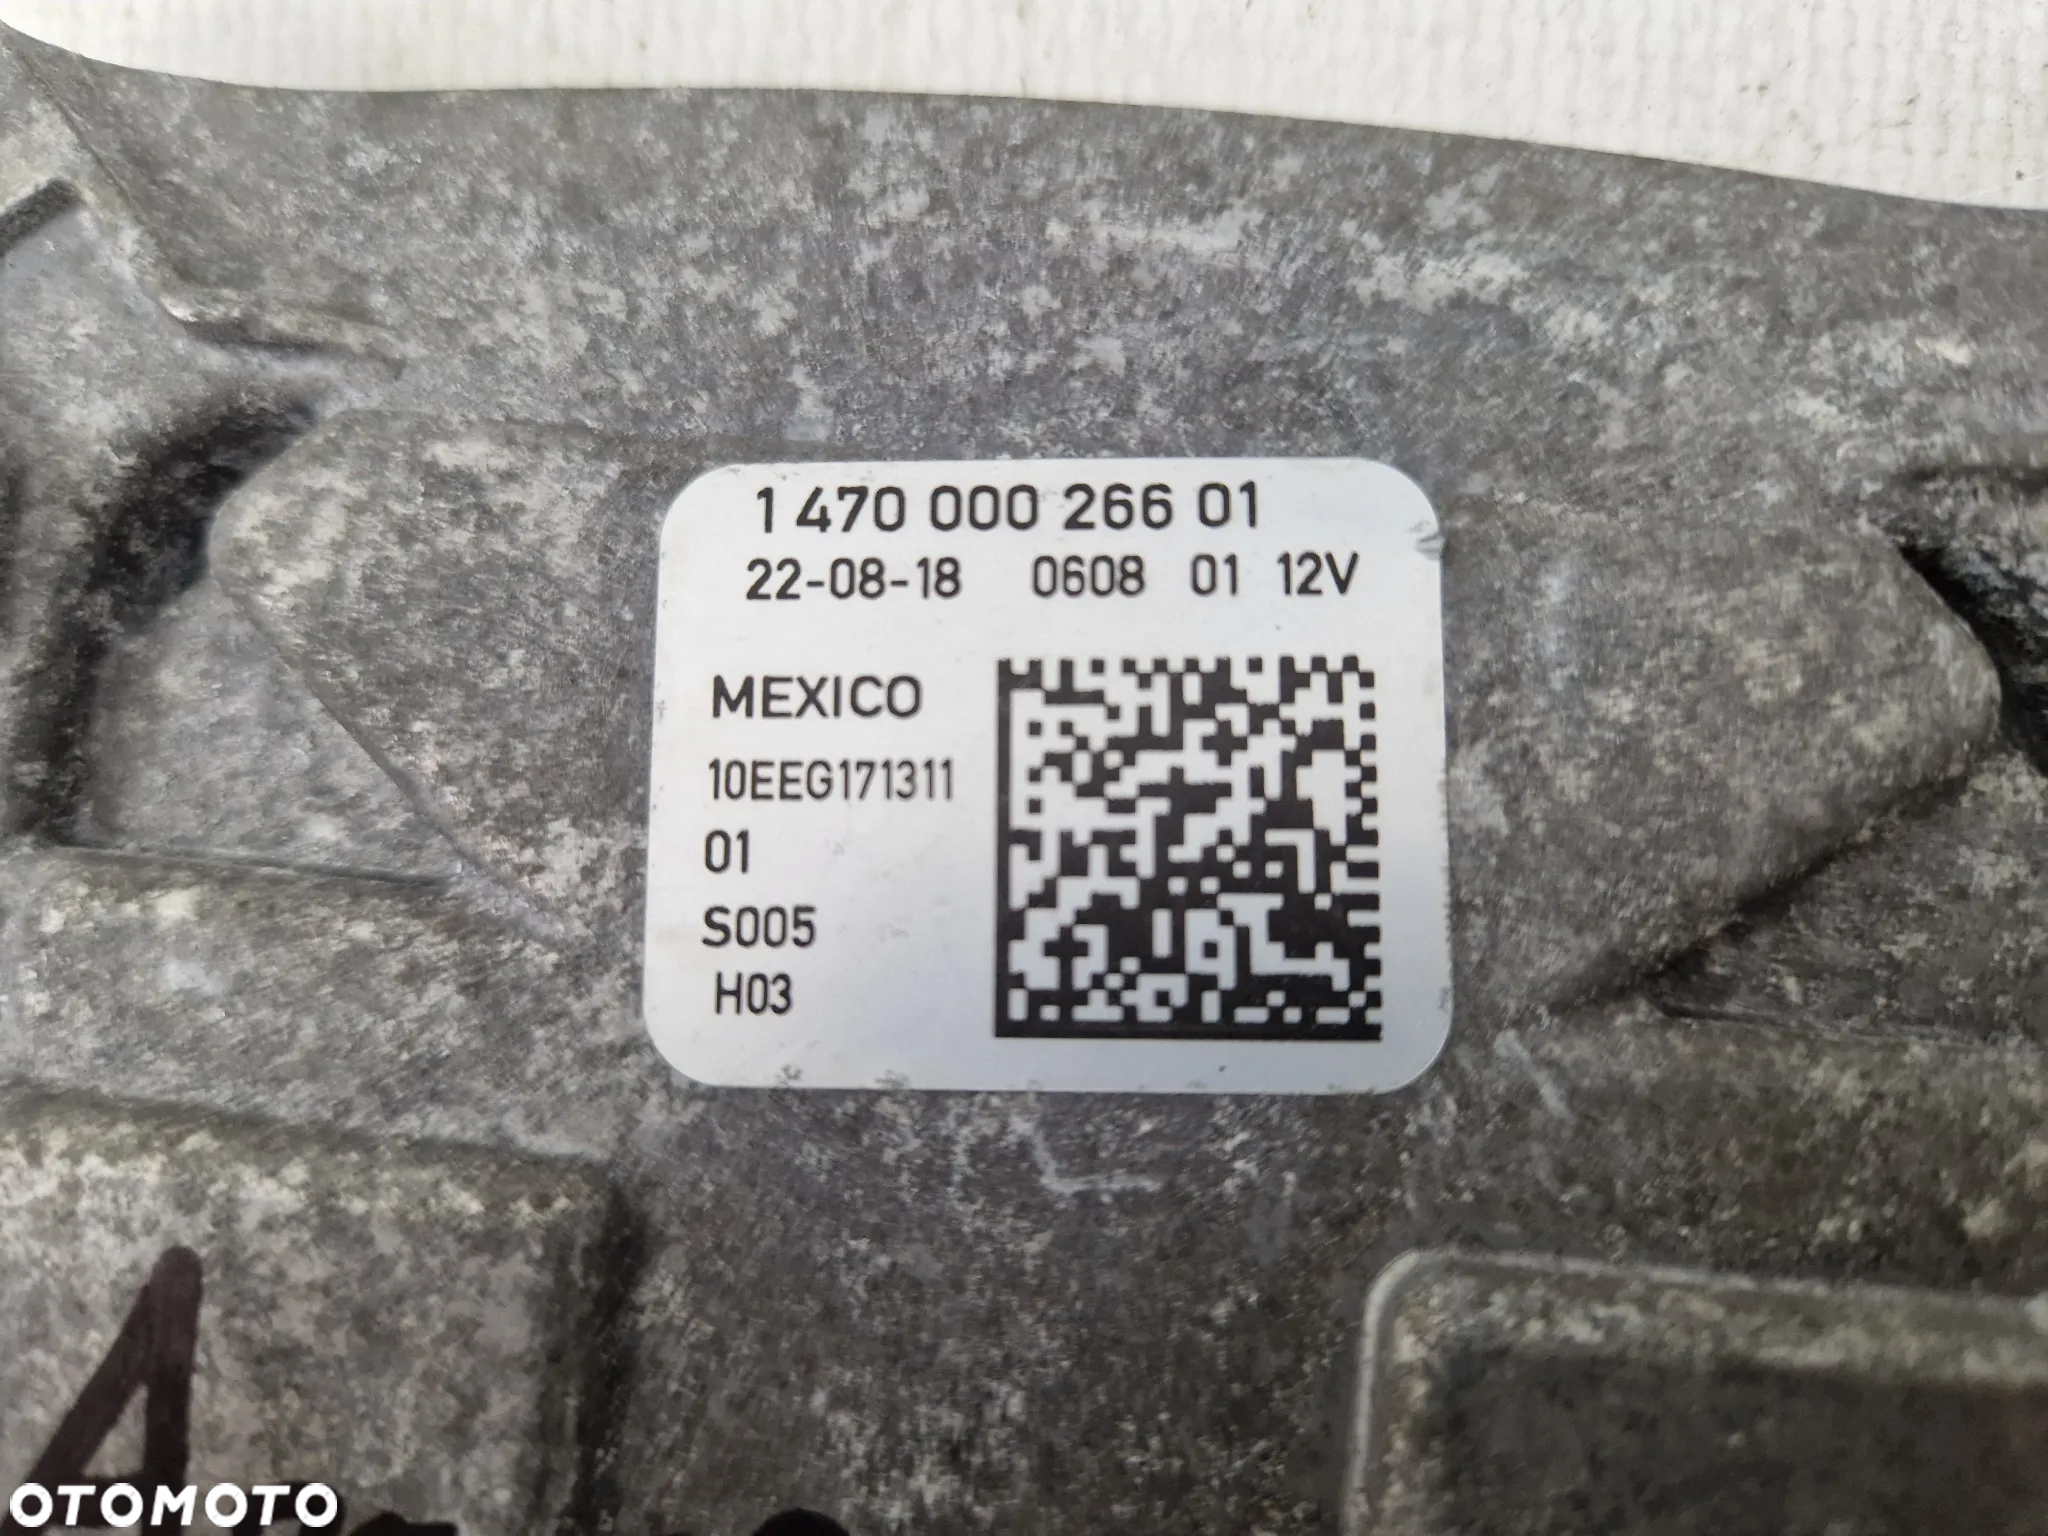 1 470 000 266 01
22-08-18 0608 01 12V
MEXICO
10EEG171311
01
S005
H03
OTOMOTO